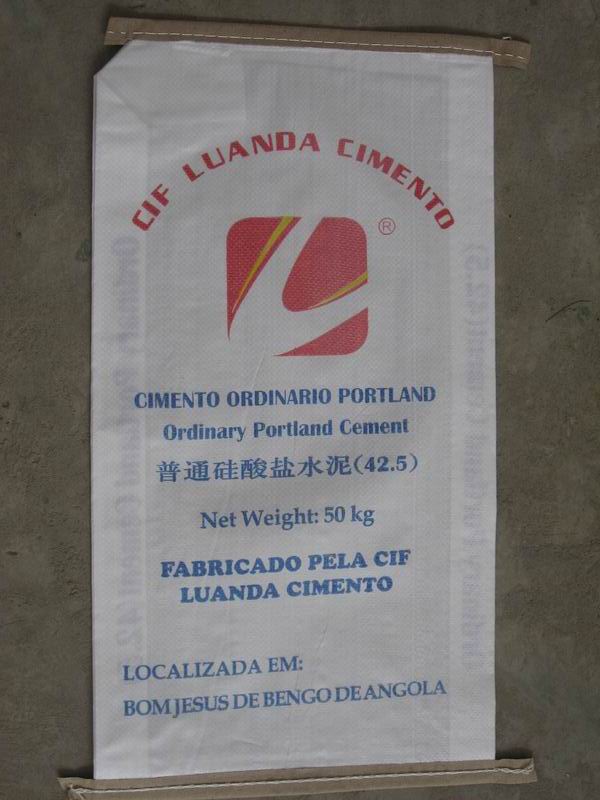 CIF LUANDA CIMENTO
®
CIMENTO ORDINARIO PORTLAND
Ordinary Portland Cement
普通硅酸盐水泥(42.5)
Net Weight: 50 kg
FABRICADO PELA CIF
LUANDA CIMENTO
LOCALIZADA EM:
BOM JESUS DE BENGO DE ANGOLA